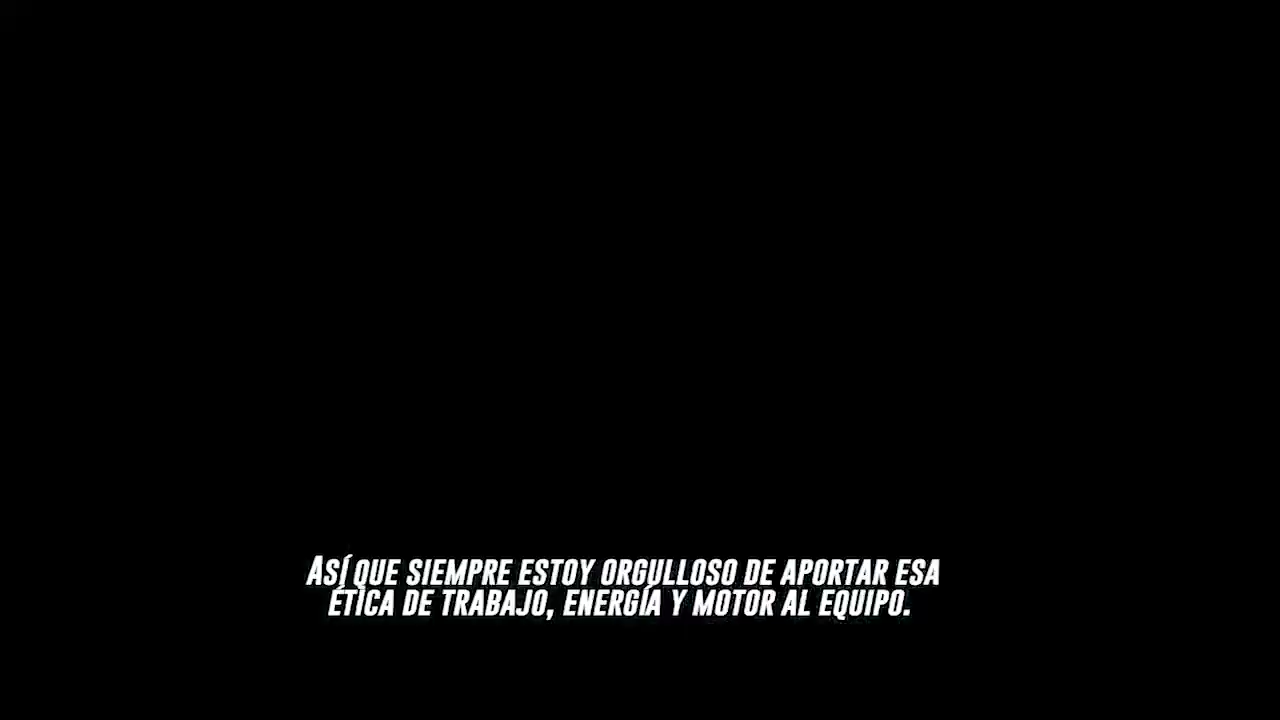 Así que siempre estoy orgulloso de aportar esa
ética de trabajo, energía y motor al equipo.